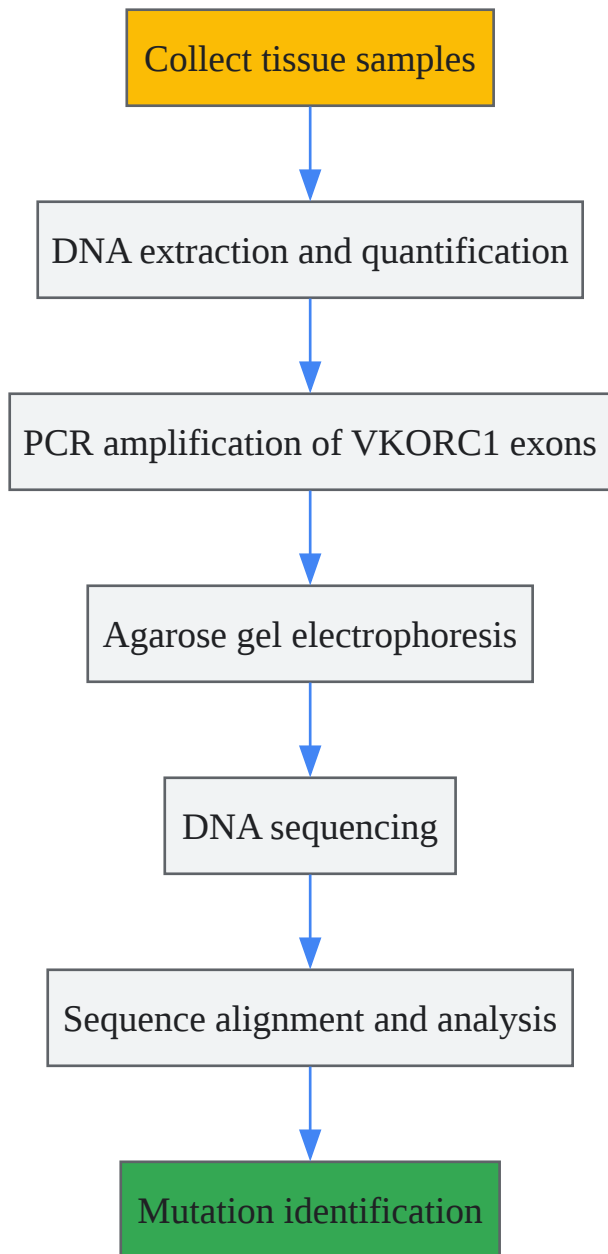 Collect tissue samples
DNA extraction and quantification
PCR amplification of VKORC1 exons
Agarose gel electrophoresis
DNA sequencing
Sequence alignment and analysis
Mutation identification